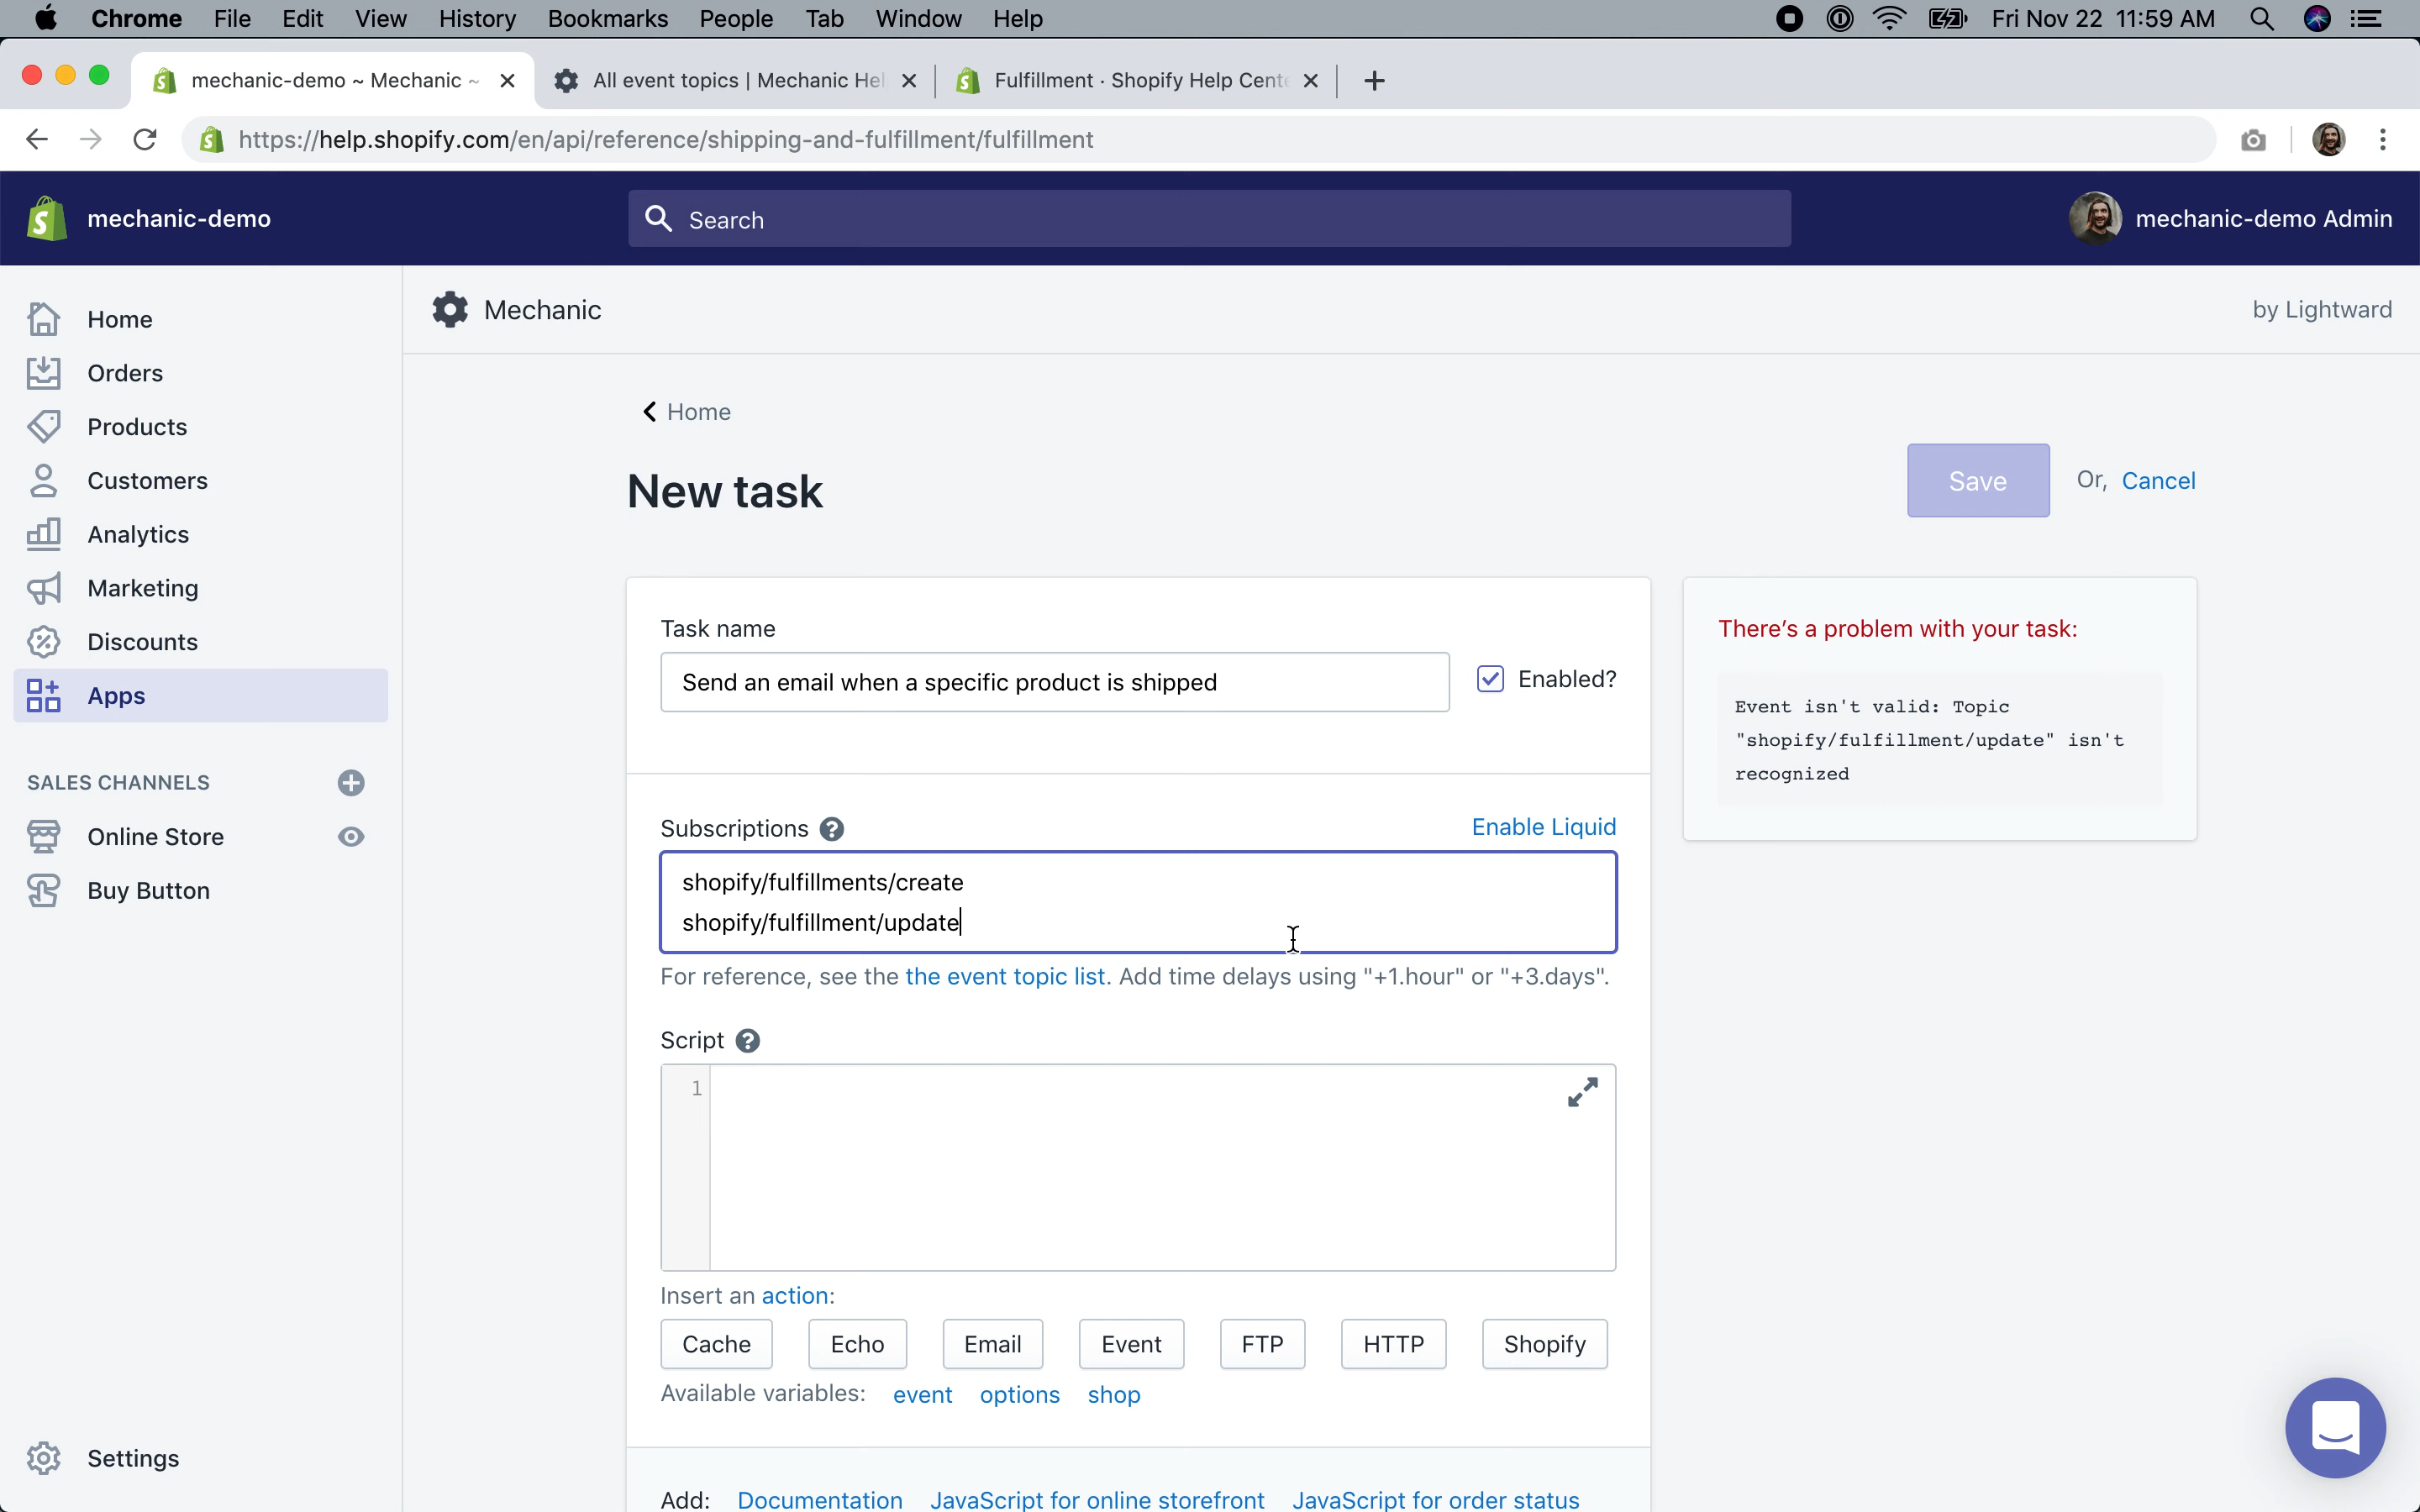 Chrome File Edit View History Bookmarks People Tab Window Help Fri Nov 22 11:59 AM
mechanic-demo ~ Mechanic ~ All event topics | Mechanic Hel Fulfillment · Shopify Help Cente
https://help.shopify.com/en/api/reference/shipping-and-fulfillment/fulfillment
mechanic-demo Search mechanic-demo Admin
Mechanic by Lightward
Home
Orders
Products
Customers
Analytics
Marketing
Discounts
Apps
SALES CHANNELS
Online Store
Buy Button
Settings
Home
New task
Save Or, Cancel
Task name
Send an email when a specific product is shipped Enabled?
Subscriptions Enable Liquid
shopify/fulfillments/create
shopify/fulfillment/update
For reference, see the the event topic list. Add time delays using "+1.hour" or "+3.days".
Script
1
Insert an action:
Cache Echo Email Event FTP HTTP Shopify
Available variables: event options shop
Add: Documentation JavaScript for online storefront JavaScript for order status
There's a problem with your task:
Event isn't valid: Topic
"shopify/fulfillment/update" isn't
recognized